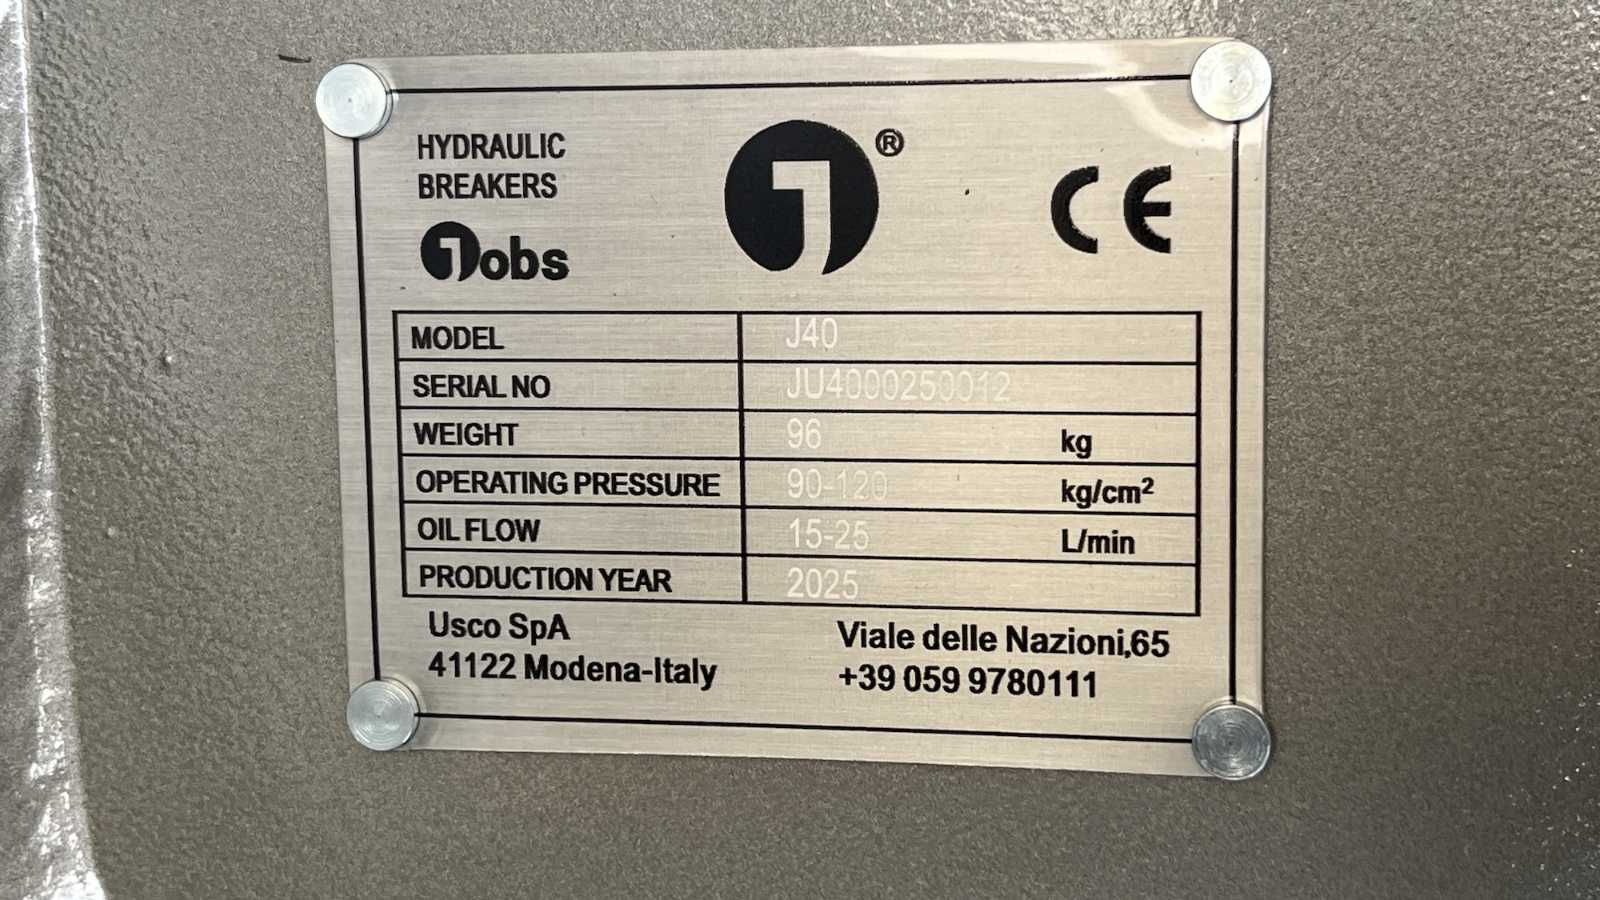 HYDRAULIC
BREAKERS
Jobs
J ®
CE
MODEL J40
SERIAL NO JU4000250012
WEIGHT 96 kg
OPERATING PRESSURE 90-120 kg/cm²
OIL FLOW 15-25 L/min
PRODUCTION YEAR 2025
Usco SpA Viale delle Nazioni,65
41122 Modena-Italy +39 059 9780111